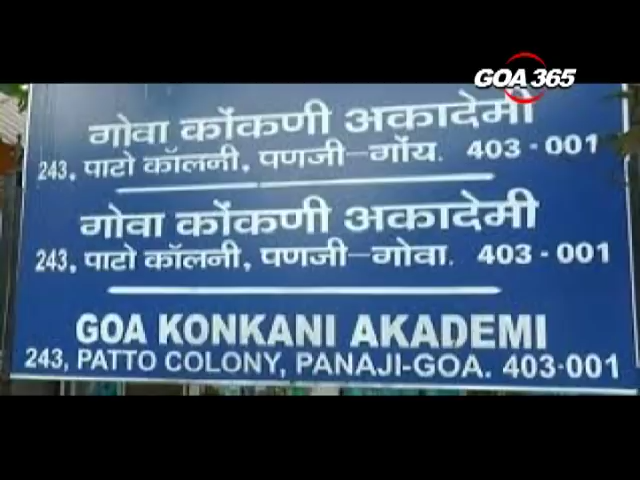 GOA 365
गोवा कोंकणी अकादेमी
243, पाटो कॉलनी, पणजी-गोंय. 403 - 001
गोवा कोंकणी अकादेमी
243, पाटो कॉलनी, पणजी-गोवा. 403 - 001
GOA KONKANI AKADEMI
243, PATTO COLONY, PANAJI-GOA. 403-001